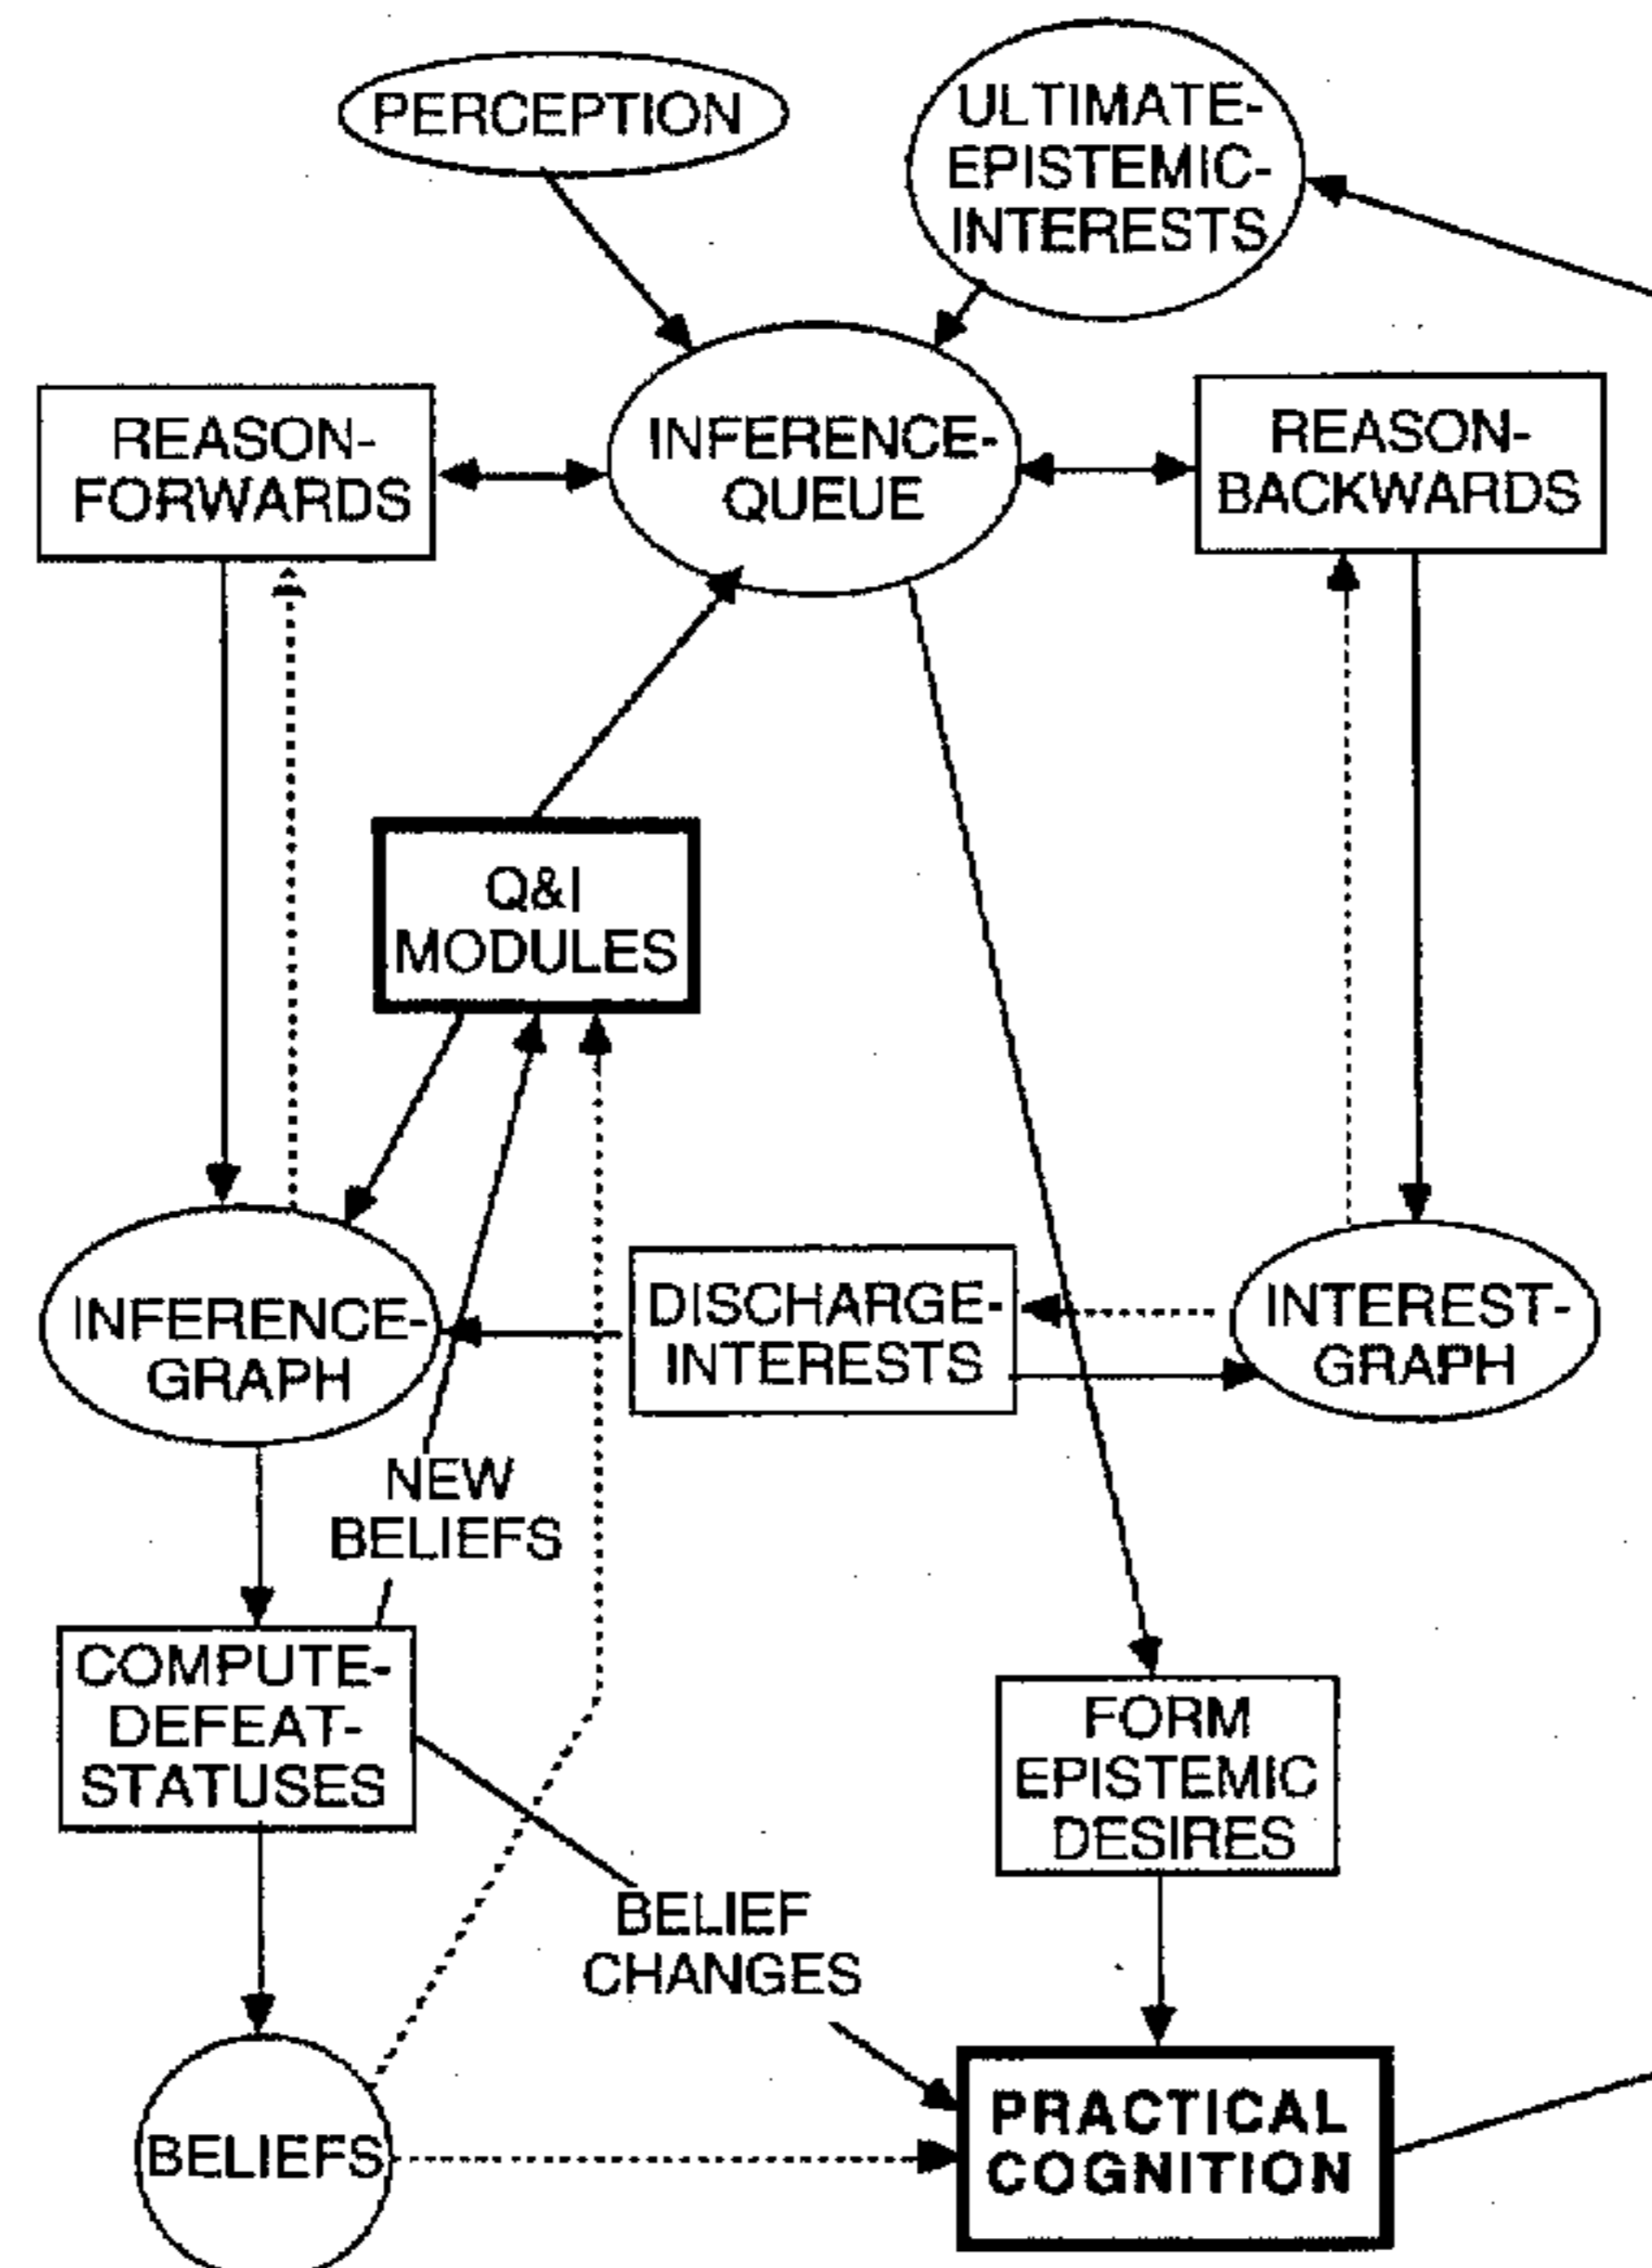 PERCEPTION
ULTIMATE-
EPISTEMIC-
INTERESTS
REASON-
FORWARDS
INFERENCE-
QUEUE
REASON-
BACKWARDS
Q&I
MODULES
INFERENCE-
GRAPH
DISCHARGE-
INTERESTS
INTEREST-
GRAPH
NEW
BELIEFS
COMPUTE-
DEFEAT-
STATUSES
FORM
EPISTEMIC
DESIRES
BELIEF
CHANGES
BELIEFS
PRACTICAL
COGNITION